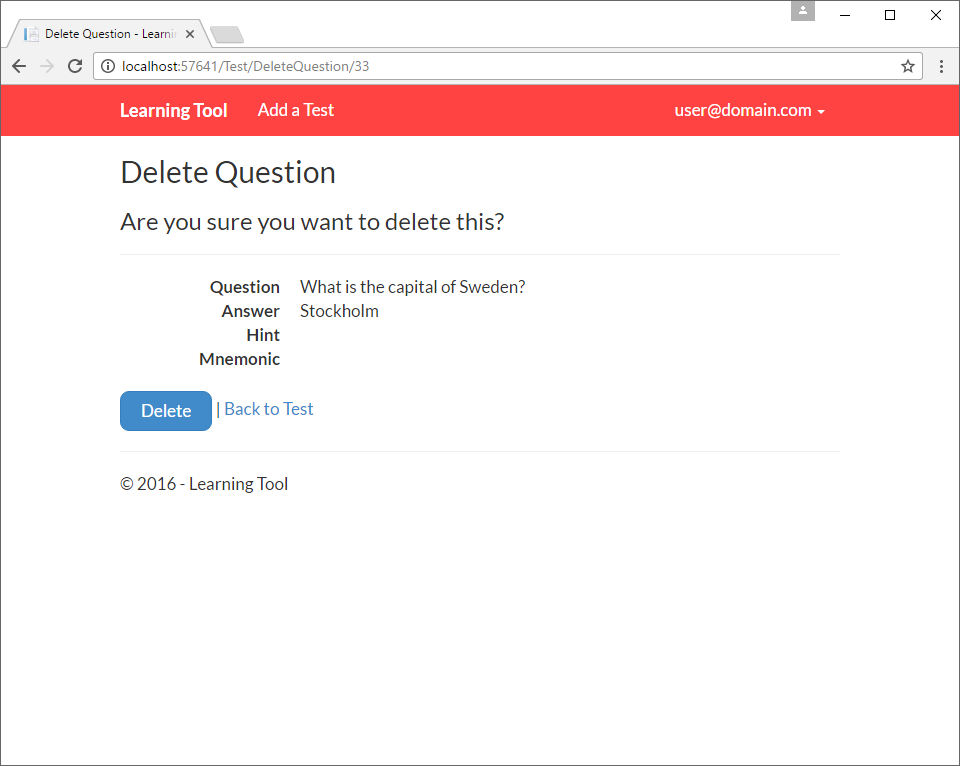 Delete Question - Learnin
localhost:57641/Test/DeleteQuestion/33
Learning Tool Add a Test user@domain.com
Delete Question
Are you sure you want to delete this?
Question What is the capital of Sweden?
Answer Stockholm
Hint
Mnemonic
Delete | Back to Test
© 2016 - Learning Tool